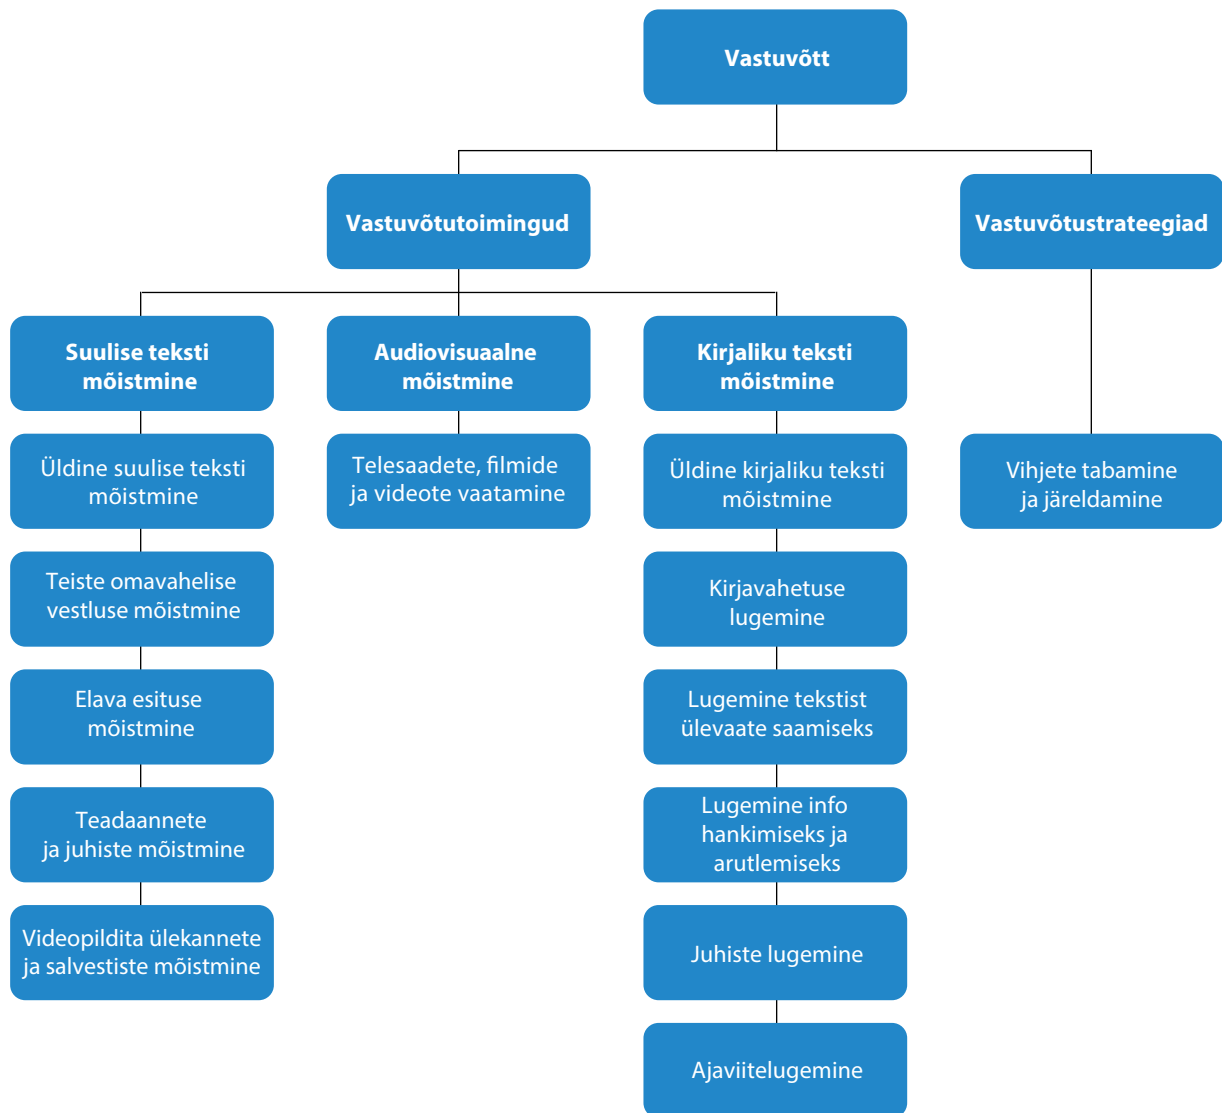 Vastuvõtt
Vastuvõtutoimingud
Vastuvõtustrateegiad
Suulise teksti
mõistmine
Audiovisuaalne
mõistmine
Kirjaliku teksti
mõistmine
Üldine suulise teksti
mõistmine
Telesaadete, filmide
ja videote vaatamine
Üldine kirjaliku teksti
mõistmine
Vihjete tabamine
ja järeldamine
Teiste omavahelise
vestluse mõistmine
Kirjavahetuse
lugemine
Elava esituse
mõistmine
Lugemine tekstist
ülevaate saamiseks
Teadaannete
ja juhiste mõistmine
Lugemine info
hankimiseks ja
arutlemiseks
Videopildita ülekannete
ja salvestiste mõistmine
Juhiste lugemine
Ajaviitelugemine